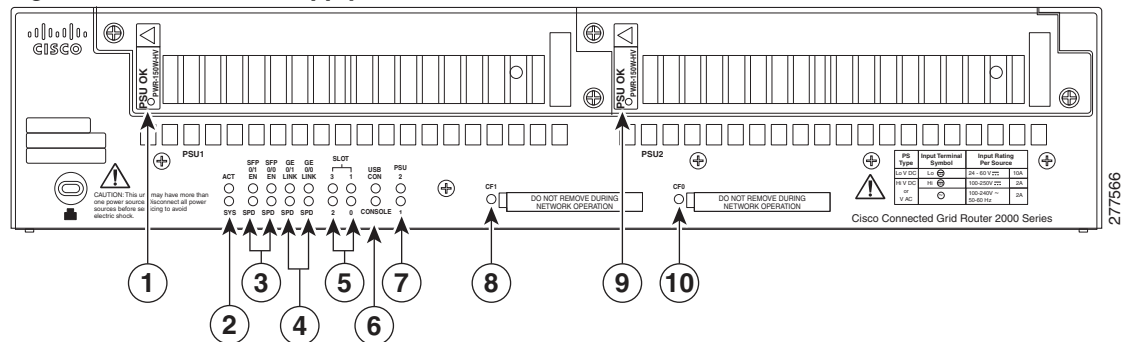 CISCO
PSU OK
PWR-150W-HV
PSU OK
PWR-150W-HV
PSU1
PSU2
SLOT
ACT
SFP 0/1 EN
SFP 0/0 EN
GE 0/1 LINK
GE 0/0 LINK
3 1
USB CON
PSU 2
SYS SPD SPD SPD SPD 2 0 CONSOLE 1
CAUTION: This un may have more than
one power source. Disconnect all power
sources before servicing to avoid
electric shock.
CF1
DO NOT REMOVE DURING
NETWORK OPERATION
CF0
DO NOT REMOVE DURING
NETWORK OPERATION
PS Type Input Terminal Symbol Input Rating Per Source
Lo V DC Lo 24 - 60 V 10A
Hi V DC Hi 100-250V 2A
or V AC 100-240V ~ 50-60 Hz 2A
Cisco Connected Grid Router 2000 Series
277566
1
2
3
4
5
6
7
8
9
10